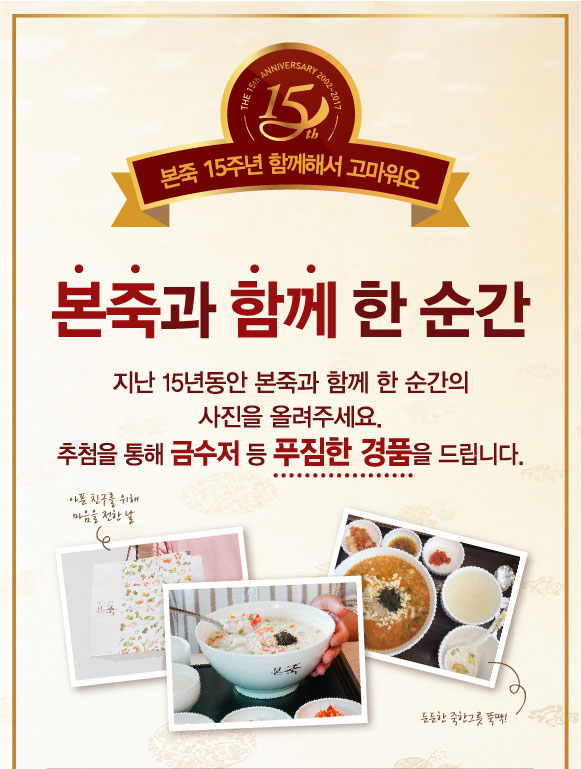 THE 15th ANNIVERSARY 2002-2017
15th
본죽 15주년 함께해서 고마워요
본죽과 함께 한 순간
지난 15년동안 본죽과 함께 한 순간의
사진을 올려주세요.
추첨을 통해 금수저 등 푸짐한 경품을 드립니다.
아픈 친구를 위해
마음을 전한 날
본죽
본죽
든든한 죽한그릇 뚝딱!